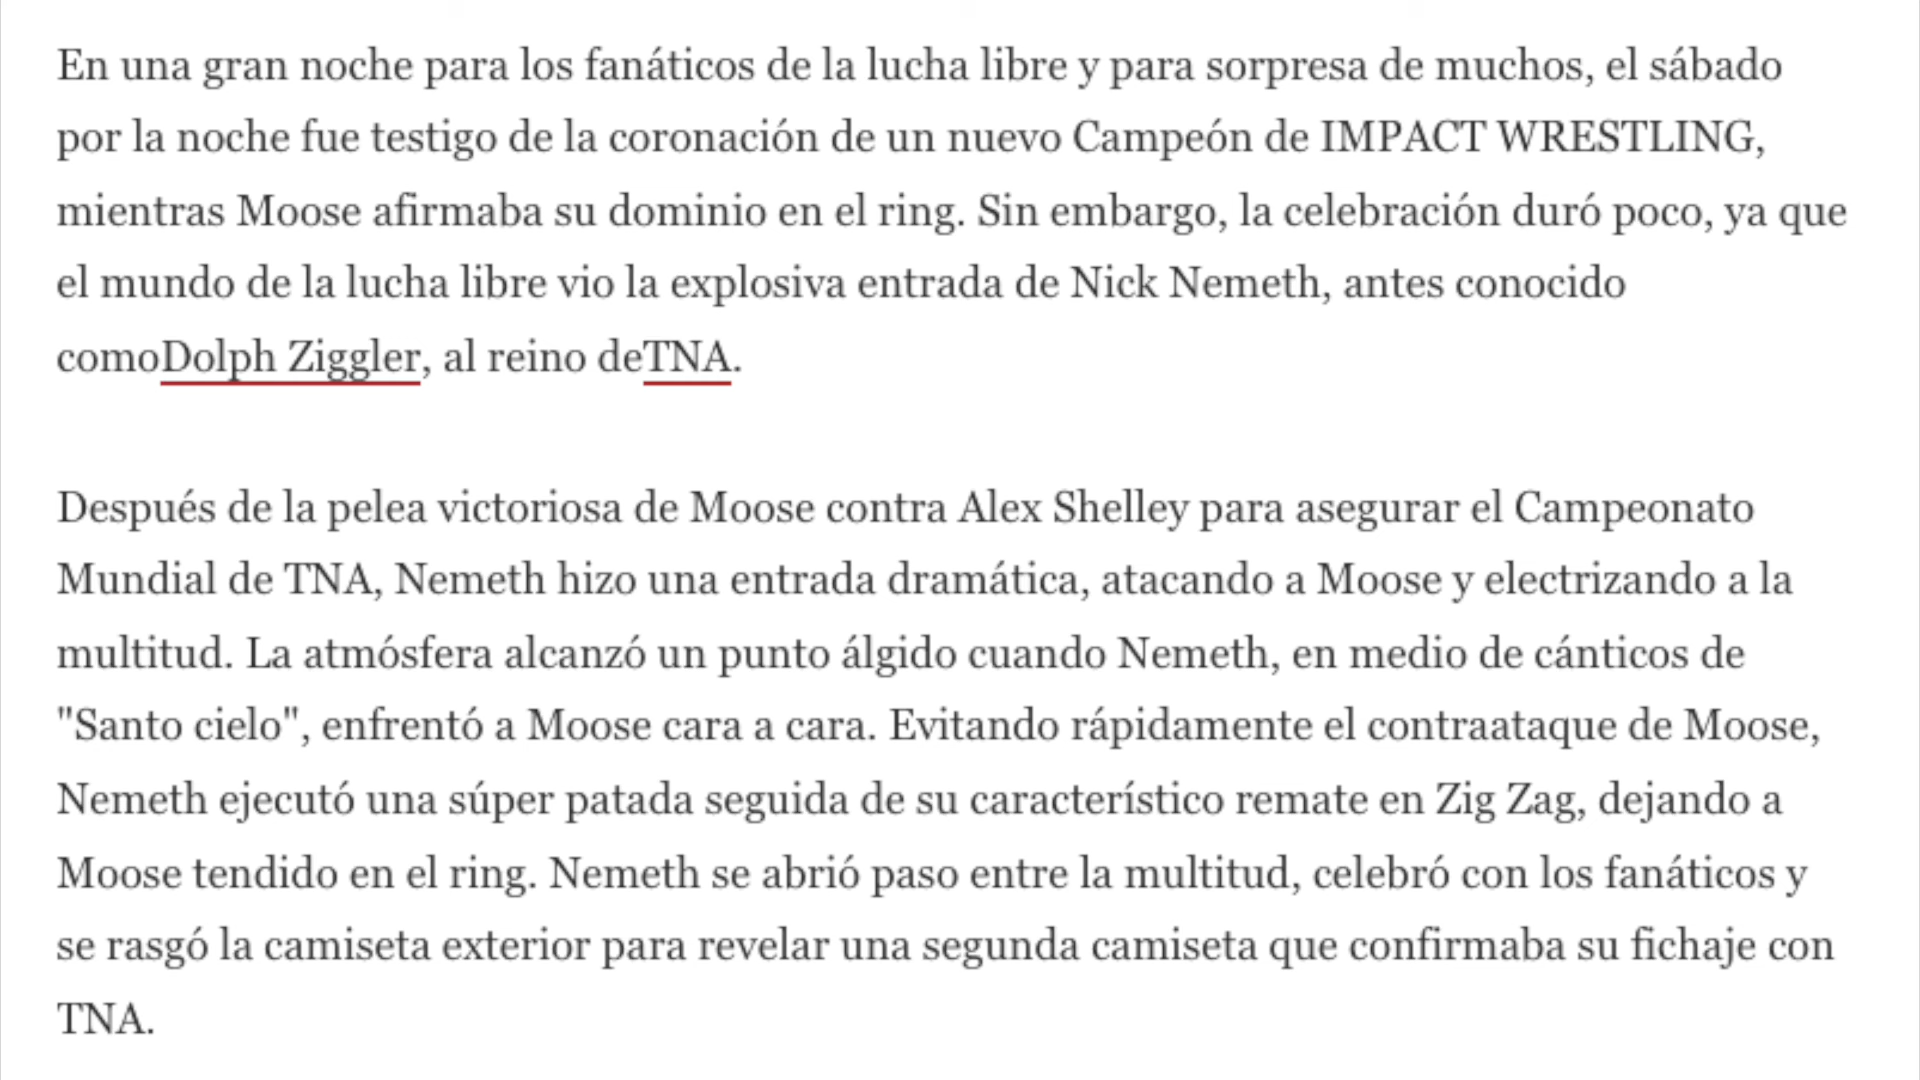 En una gran noche para los fanáticos de la lucha libre y para sorpresa de muchos, el sábado
por la noche fue testigo de la coronación de un nuevo Campeón de IMPACT WRESTLING,
mientras Moose afirmaba su dominio en el ring. Sin embargo, la celebración duró poco, ya que
el mundo de la lucha libre vio la explosiva entrada de Nick Nemeth, antes conocido
comoDolph Ziggler, al reino deTNA.
Después de la pelea victoriosa de Moose contra Alex Shelley para asegurar el Campeonato
Mundial de TNA, Nemeth hizo una entrada dramática, atacando a Moose y electrizando a la
multitud. La atmósfera alcanzó un punto álgido cuando Nemeth, en medio de cánticos de
"Santo cielo", enfrentó a Moose cara a cara. Evitando rápidamente el contraataque de Moose,
Nemeth ejecutó una súper patada seguida de su característico remate en Zig Zag, dejando a
Moose tendido en el ring. Nemeth se abrió paso entre la multitud, celebró con los fanáticos y
se rasgó la camiseta exterior para revelar una segunda camiseta que confirmaba su fichaje con
TNA.